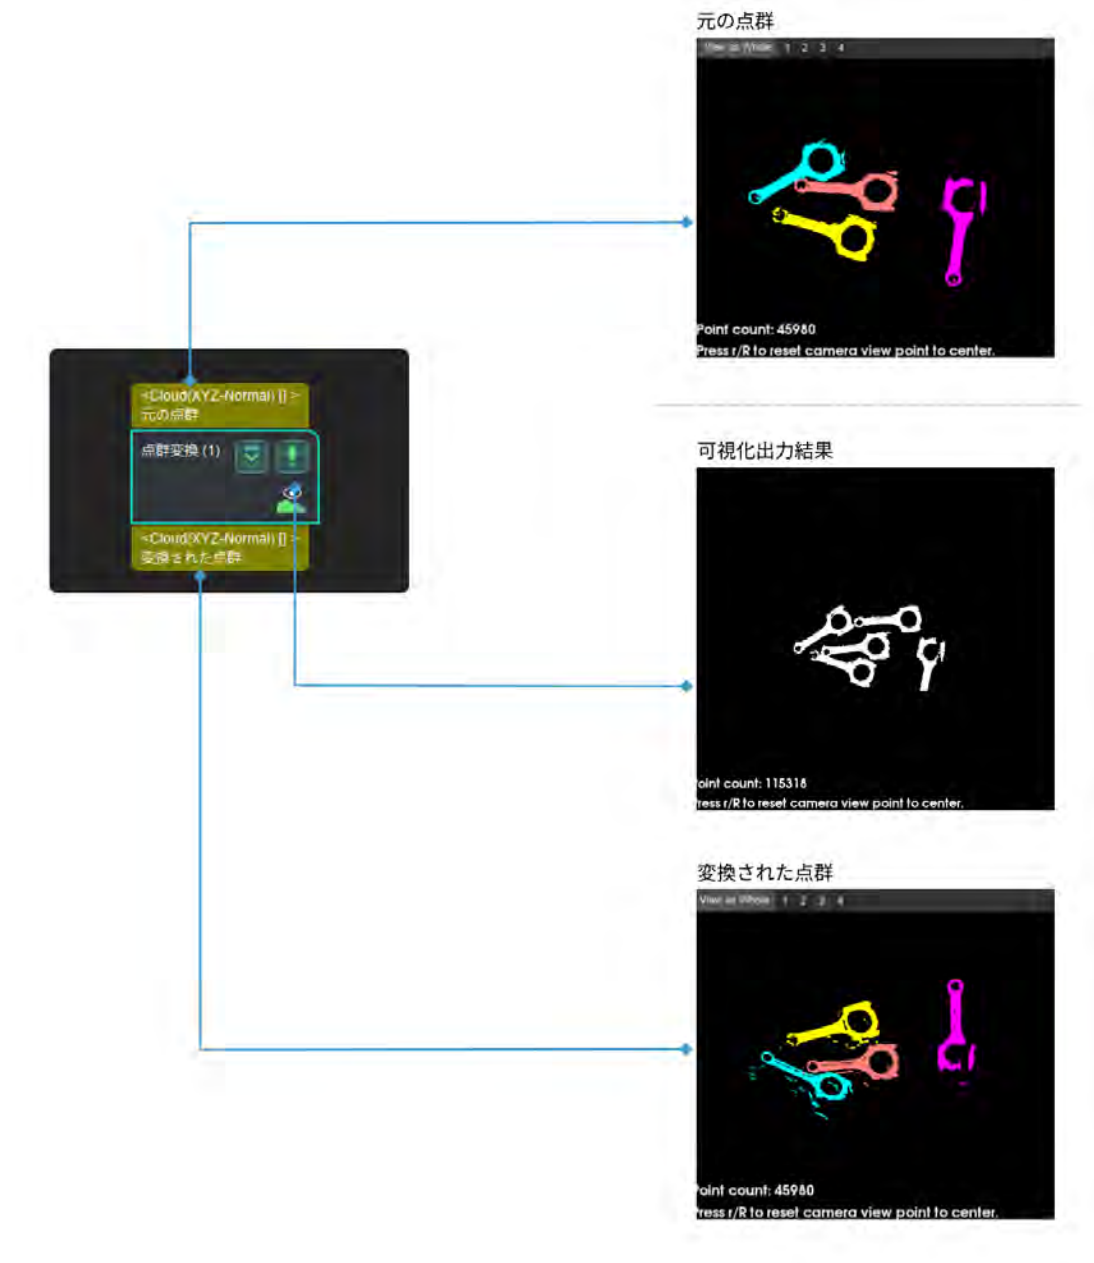 元の点群
View as Whole 1 2 3 4
Point count: 45980
Press r/R to reset camera view point to center.
<Cloud(XYZ-Normal) [] >
元の点群
点群変換 (1)
<Cloud(XYZ-Normal) [] >
変換された点群
可視化出力結果
oint count: 115318
ress r/R to reset camera view point to center.
変換された点群
View as Whole 1 2 3 4
oint count: 45980
ress r/R to reset camera view point to center.